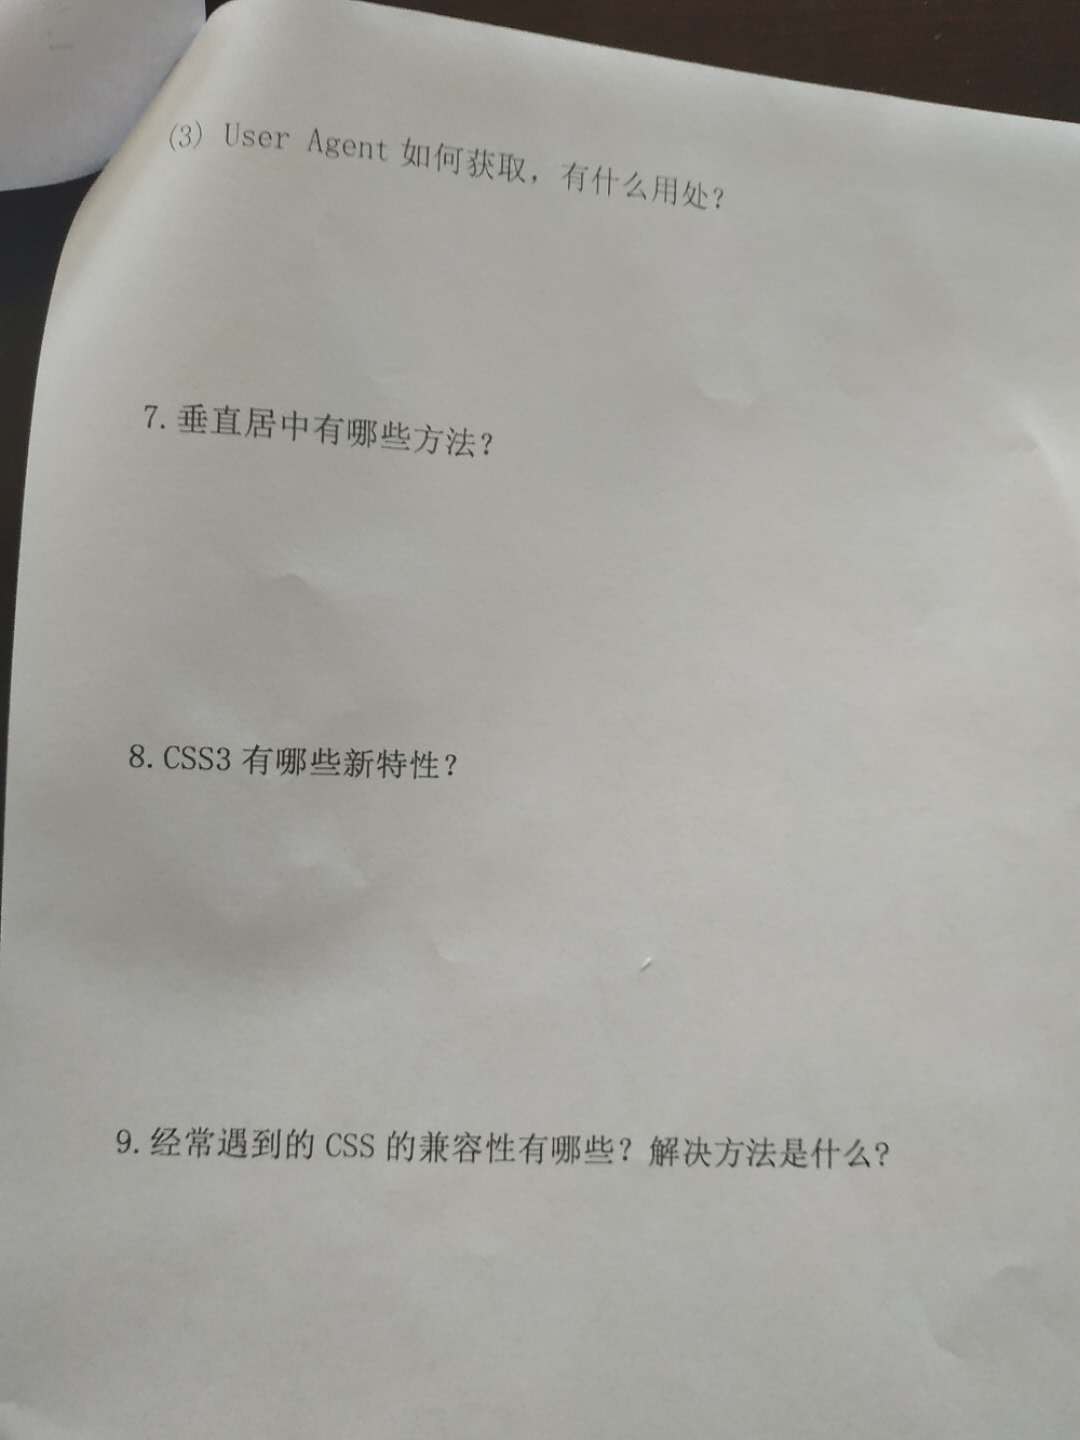 (3) User Agent 如何获取，有什么用处？
7. 垂直居中有哪些方法？
8. CSS3 有哪些新特性？
9. 经常遇到的 CSS 的兼容性有哪些？解决方法是什么？